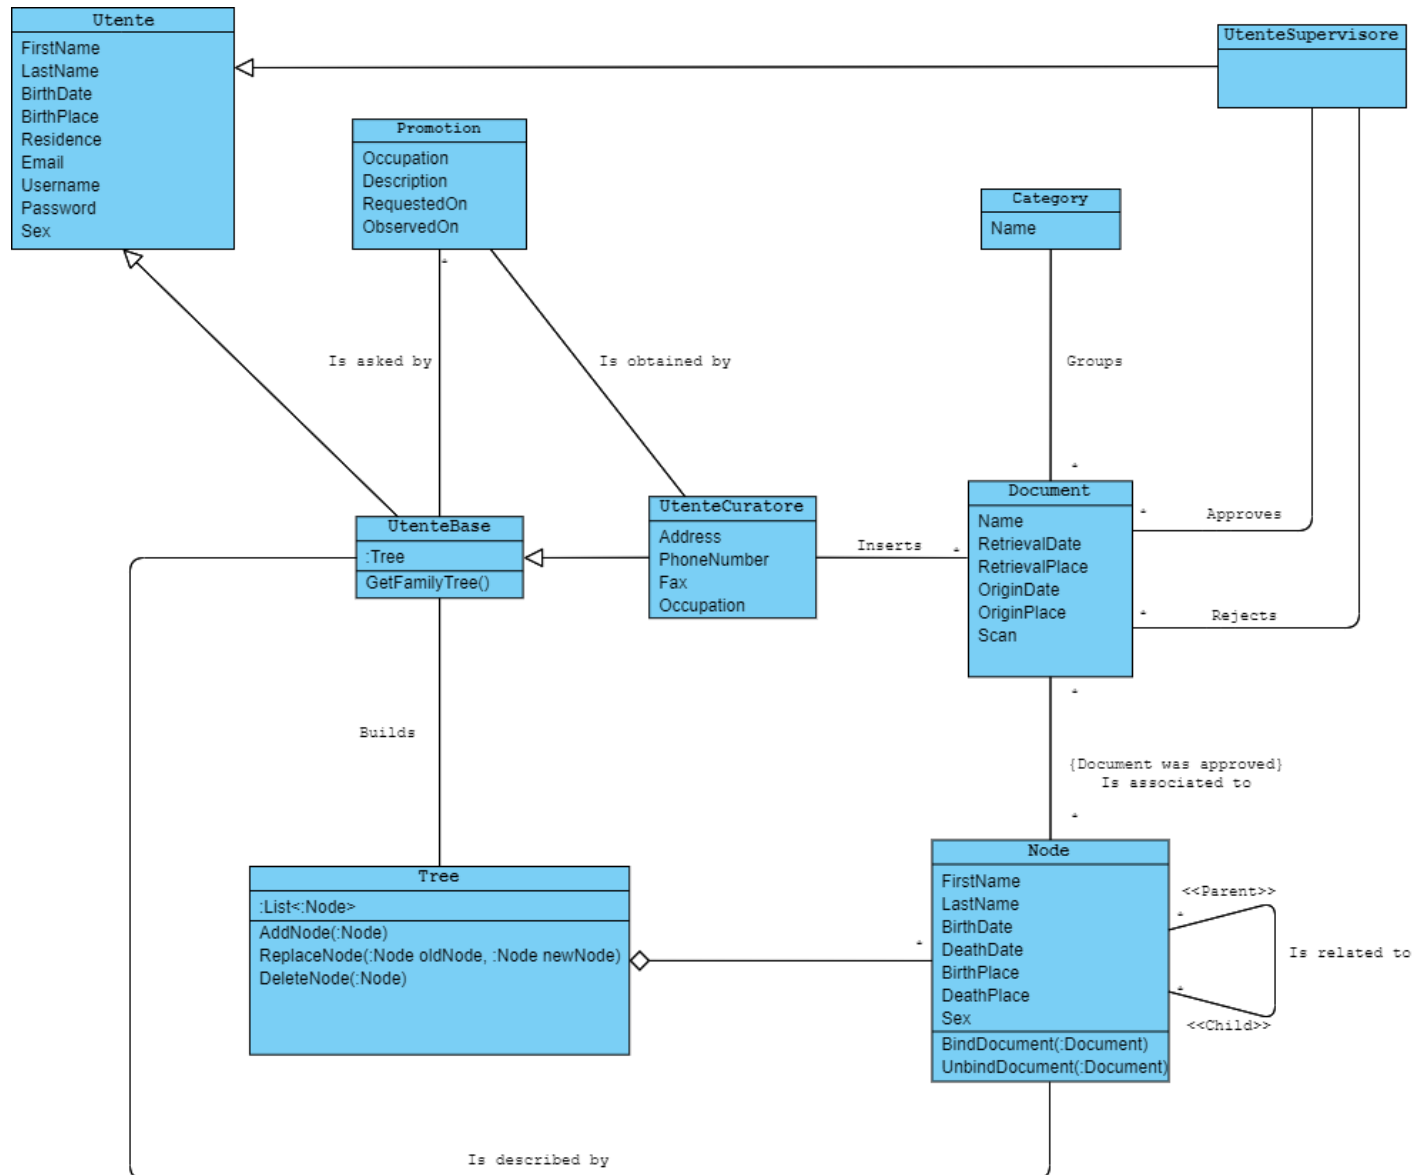 Utente
FirstName
LastName
BirthDate
BirthPlace
Residence
Email
Username
Password
Sex
UtenteSupervisore
Promotion
Occupation
Description
RequestedOn
ObservedOn
*
Category
Name
Is asked by
Is obtained by
Groups
*
UtenteBase
:Tree
GetFamilyTree()
UtenteCuratore
Address
PhoneNumber
Fax
Occupation
Inserts
*
Document
Name
RetrievalDate
RetrievalPlace
OriginDate
OriginPlace
Scan
*
Approves
*
Rejects
*
Builds
{Document was approved}
Is associated to
*
Tree
:List<:Node>
AddNode(:Node)
ReplaceNode(:Node oldNode, :Node newNode)
DeleteNode(:Node)
*
Node
FirstName
LastName
BirthDate
DeathDate
BirthPlace
DeathPlace
Sex
BindDocument(:Document)
UnbindDocument(:Document)
<<Parent>>
*
Is related to
*
<<Child>>
Is described by